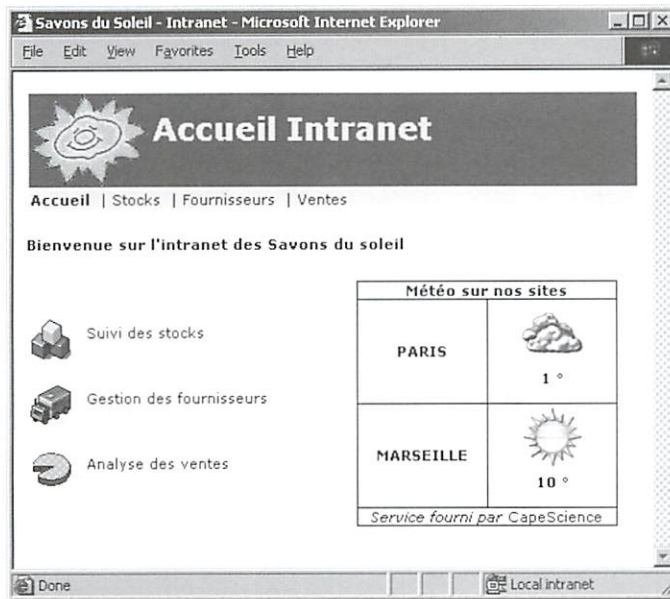 Savons du Soleil - Intranet - Microsoft Internet Explorer
File Edit View Favorites Tools Help
Accueil Intranet
Accueil | Stocks | Fournisseurs | Ventes
Bienvenue sur l'intranet des Savons du soleil
Suivi des stocks
Gestion des fournisseurs
Analyse des ventes
Météo sur nos sites
PARIS
1 °
MARSEILLE
10 °
Service fourni par CapeScience
Done
Local intranet